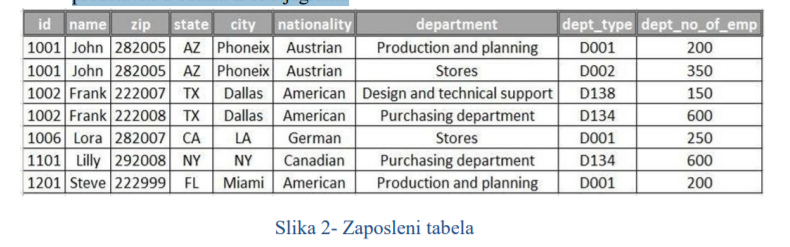 id name zip state city nationality department dept_type dept_no_of_emp
1001 John 282005 AZ Phoneix Austrian Production and planning D001 200
1001 John 282005 AZ Phoneix Austrian Stores D002 350
1002 Frank 222007 TX Dallas American Design and technical support D138 150
1002 Frank 222008 TX Dallas American Purchasing department D134 600
1006 Lora 282007 CA LA German Stores D001 250
1101 Lilly 292008 NY NY Canadian Purchasing department D134 600
1201 Steve 222999 FL Miami American Production and planning D001 200
Slika 2- Zaposleni tabela